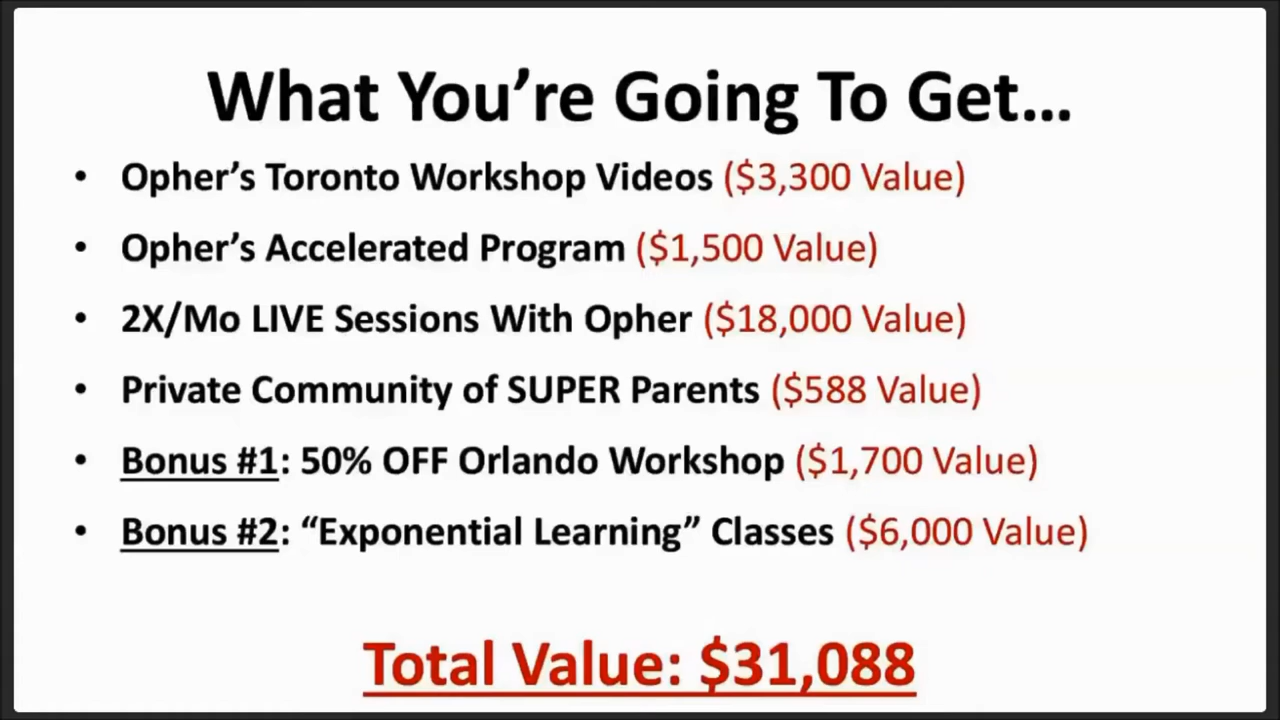 What You’re Going To Get...
• Opher’s Toronto Workshop Videos ($3,300 Value)
• Opher’s Accelerated Program ($1,500 Value)
• 2X/Mo LIVE Sessions With Opher ($18,000 Value)
• Private Community of SUPER Parents ($588 Value)
• Bonus #1: 50% OFF Orlando Workshop ($1,700 Value)
• Bonus #2: “Exponential Learning” Classes ($6,000 Value)
Total Value: $31,088